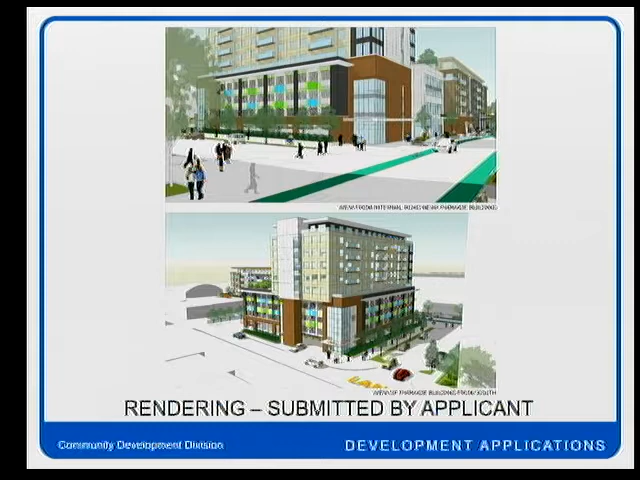 RENDERING – SUBMITTED BY APPLICANT
Community Development Division
DEVELOPMENT APPLICATIONS